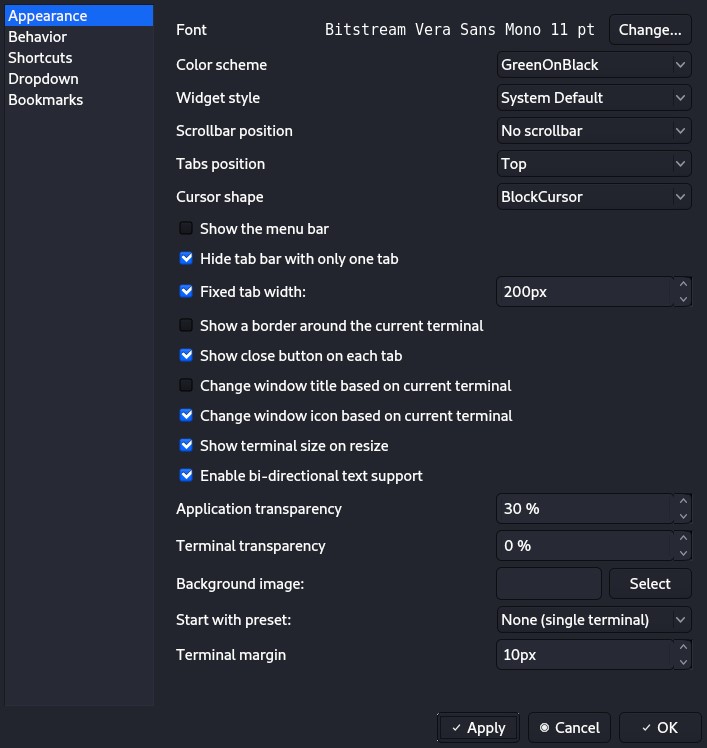 Appearance
Behavior
Shortcuts
Dropdown
Bookmarks
Font Bitstream Vera Sans Mono 11 pt Change...
Color scheme GreenOnBlack
Widget style System Default
Scrollbar position No scrollbar
Tabs position Top
Cursor shape BlockCursor
Show the menu bar
Hide tab bar with only one tab
Fixed tab width: 200px
Show a border around the current terminal
Show close button on each tab
Change window title based on current terminal
Change window icon based on current terminal
Show terminal size on resize
Enable bi-directional text support
Application transparency 30 %
Terminal transparency 0 %
Background image: Select
Start with preset: None (single terminal)
Terminal margin 10px
Apply Cancel OK